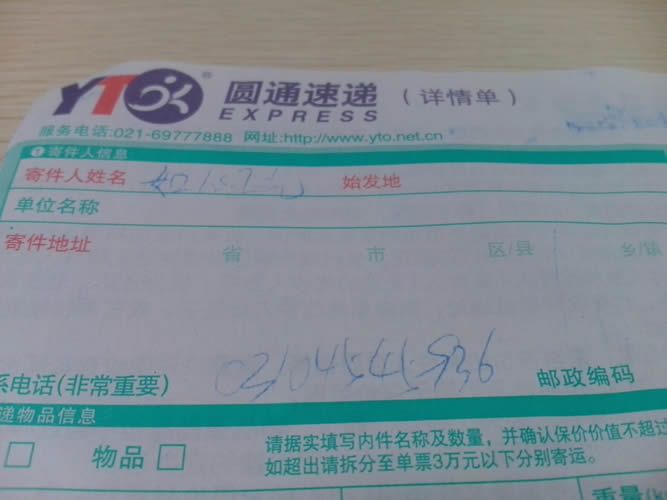 YTO 圆通速递 (详情单)
EXPRESS
服务电话:021-69777888 网址:http://www.yto.net.cn
❶寄件人信息
寄件人姓名 始发地
单位名称
寄件地址 省 市 区/县 乡/镇
系电话(非常重要) 邮政编码
递物品信息
物品 请据实填写内件名称及数量,并确认保价价值不超过
如超出请拆分至单票3万元以下分别寄运。
重量